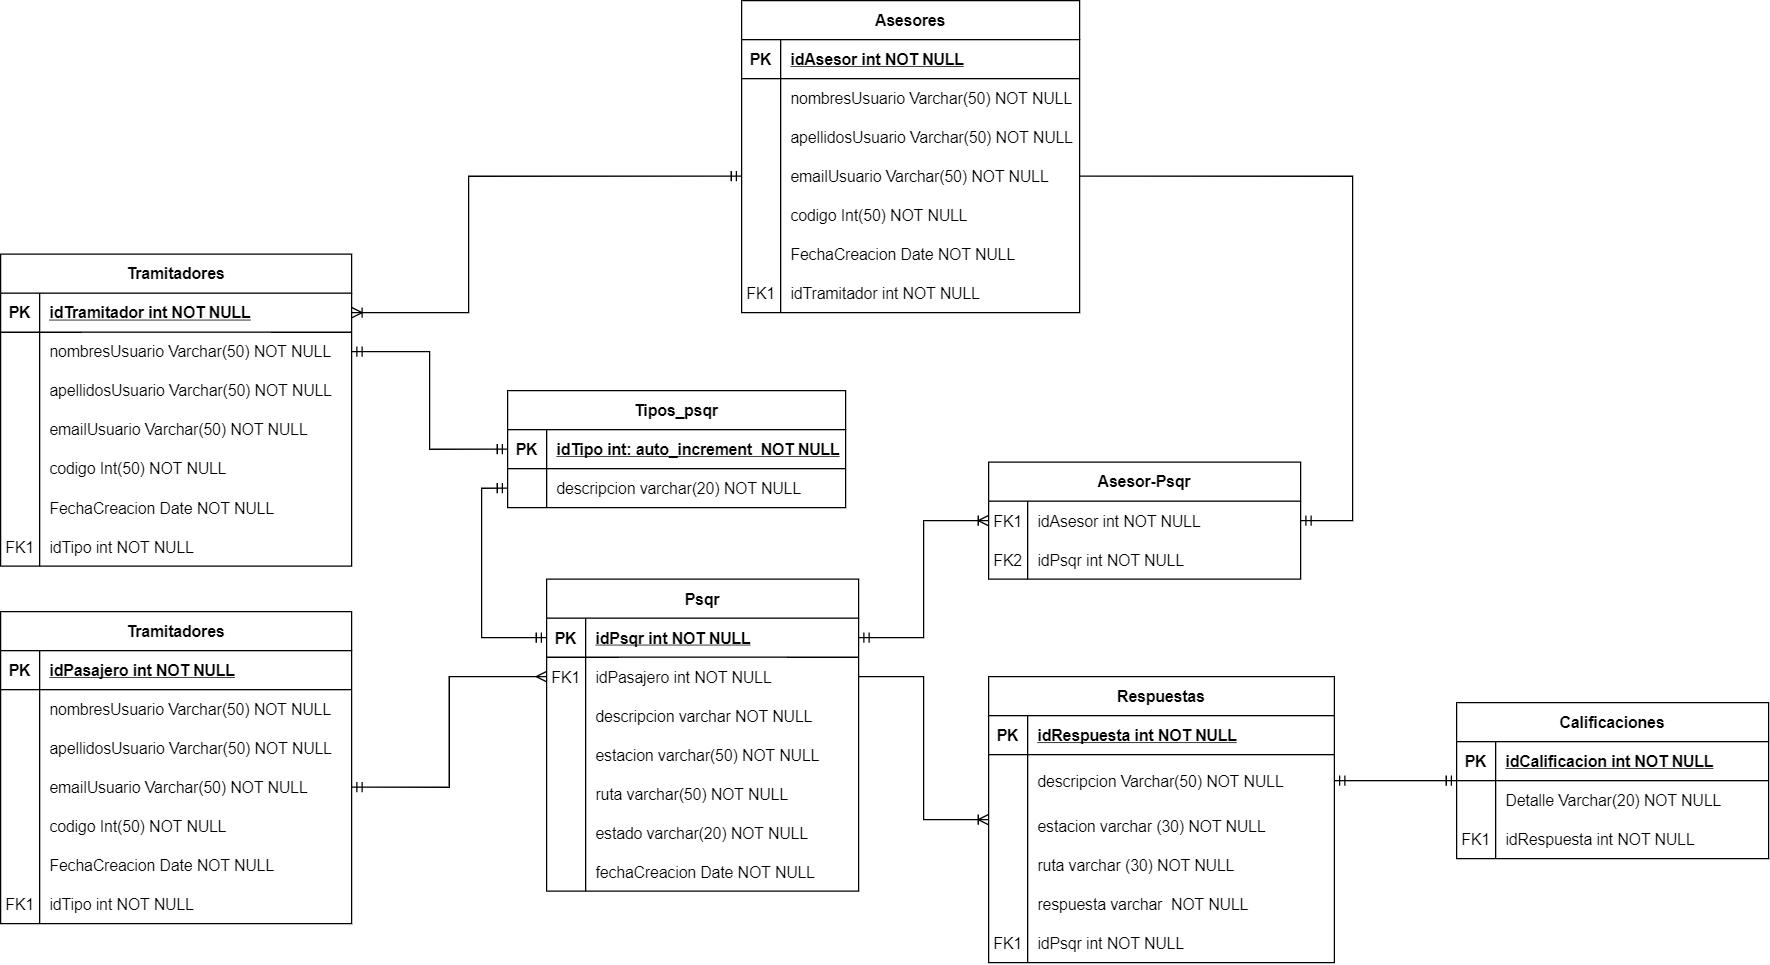 Asesores
PK idAsesor int NOT NULL
nombresUsuario Varchar(50) NOT NULL
apellidosUsuario Varchar(50) NOT NULL
emailUsuario Varchar(50) NOT NULL
codigo Int(50) NOT NULL
FechaCreacion Date NOT NULL
FK1 idTramitador int NOT NULL
Tramitadores
PK idTramitador int NOT NULL
nombresUsuario Varchar(50) NOT NULL
apellidosUsuario Varchar(50) NOT NULL
emailUsuario Varchar(50) NOT NULL
codigo Int(50) NOT NULL
FechaCreacion Date NOT NULL
FK1 idTipo int NOT NULL
Tipos_psqr
PK idTipo int: auto_increment NOT NULL
descripcion varchar(20) NOT NULL
Asesor-Psqr
FK1 idAsesor int NOT NULL
FK2 idPsqr int NOT NULL
Tramitadores
PK idPasajero int NOT NULL
nombresUsuario Varchar(50) NOT NULL
apellidosUsuario Varchar(50) NOT NULL
emailUsuario Varchar(50) NOT NULL
codigo Int(50) NOT NULL
FechaCreacion Date NOT NULL
FK1 idTipo int NOT NULL
Psqr
PK idPsqr int NOT NULL
FK1 idPasajero int NOT NULL
descripcion varchar NOT NULL
estacion varchar(50) NOT NULL
ruta varchar(50) NOT NULL
estado varchar(20) NOT NULL
fechaCreacion Date NOT NULL
Respuestas
PK idRespuesta int NOT NULL
descripcion Varchar(50) NOT NULL
estacion varchar (30) NOT NULL
ruta varchar (30) NOT NULL
respuesta varchar NOT NULL
FK1 idPsqr int NOT NULL
Calificaciones
PK idCalificacion int NOT NULL
Detalle Varchar(20) NOT NULL
FK1 idRespuesta int NOT NULL